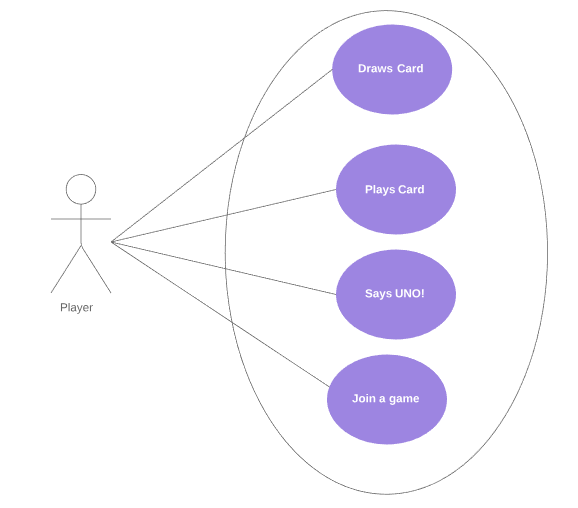 Draws Card
Plays Card
Says UNO!
Player
Join a game